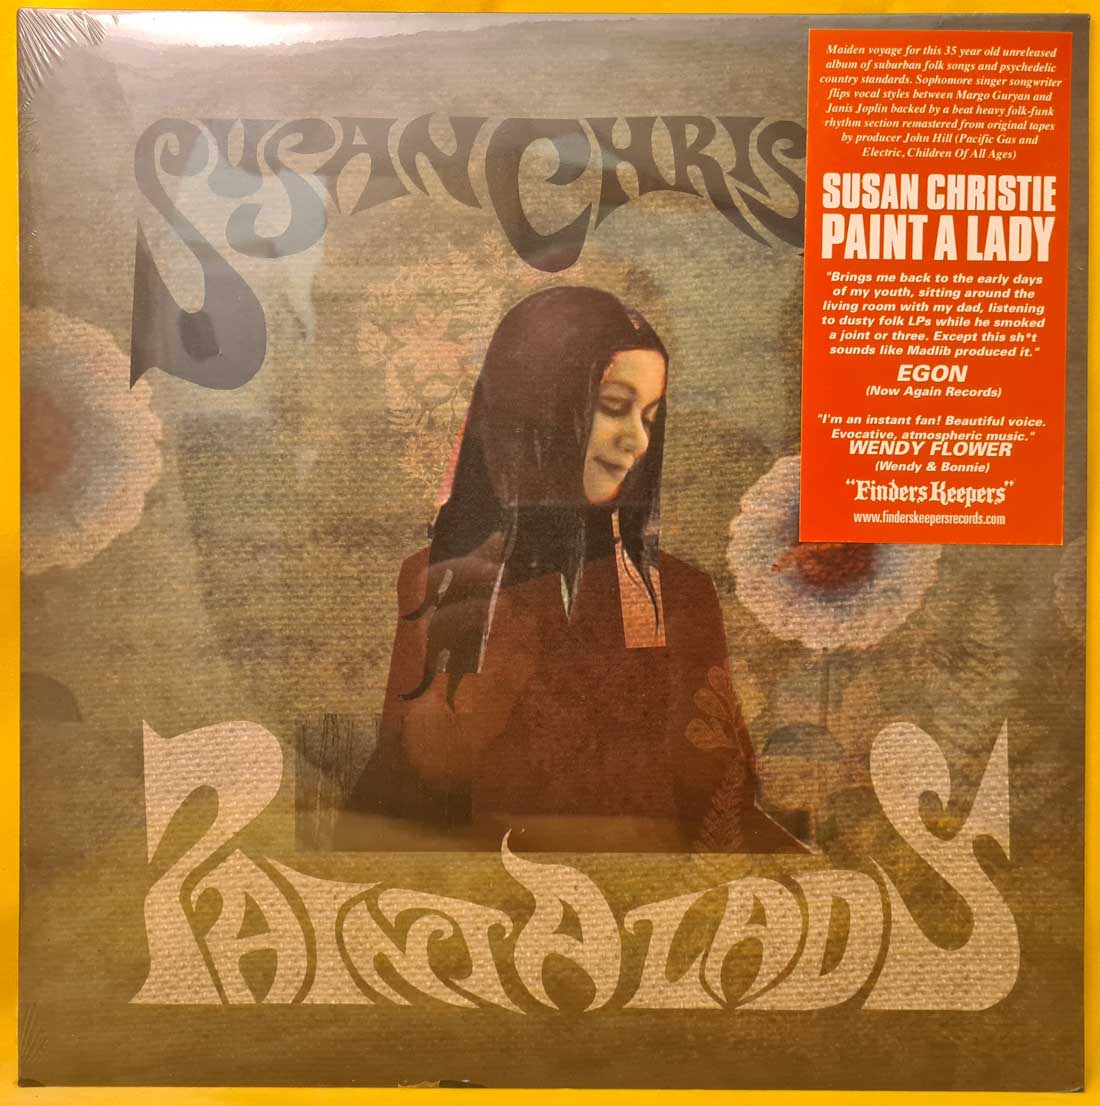 SUSAN CHRIS
Maiden voyage for this 35 year old unreleased
album of suburban folk songs and psychedelic
country standards. Sophomore singer songwriter
flips vocal styles between Margo Guryan and
Janis Joplin backed by a beat heavy folk-funk
rhythm section remastered from original tapes
by producer John Hill (Pacific Gas and
Electric, Children Of All Ages)
SUSAN CHRISTIE
PAINT A LADY
"Brings me back to the early days
of my youth, sitting around the
living room with my dad, listening
to dusty folk LPs while he smoked
a joint or three. Except this sh*t
sounds like Madlib produced it."
EGON
(Now Again Records)
"I'm an instant fan! Beautiful voice.
Evocative, atmospheric music."
WENDY FLOWER
(Wendy & Bonnie)
"Finders Keepers"
www.finderskeepersrecords.com
PAINT A LADY